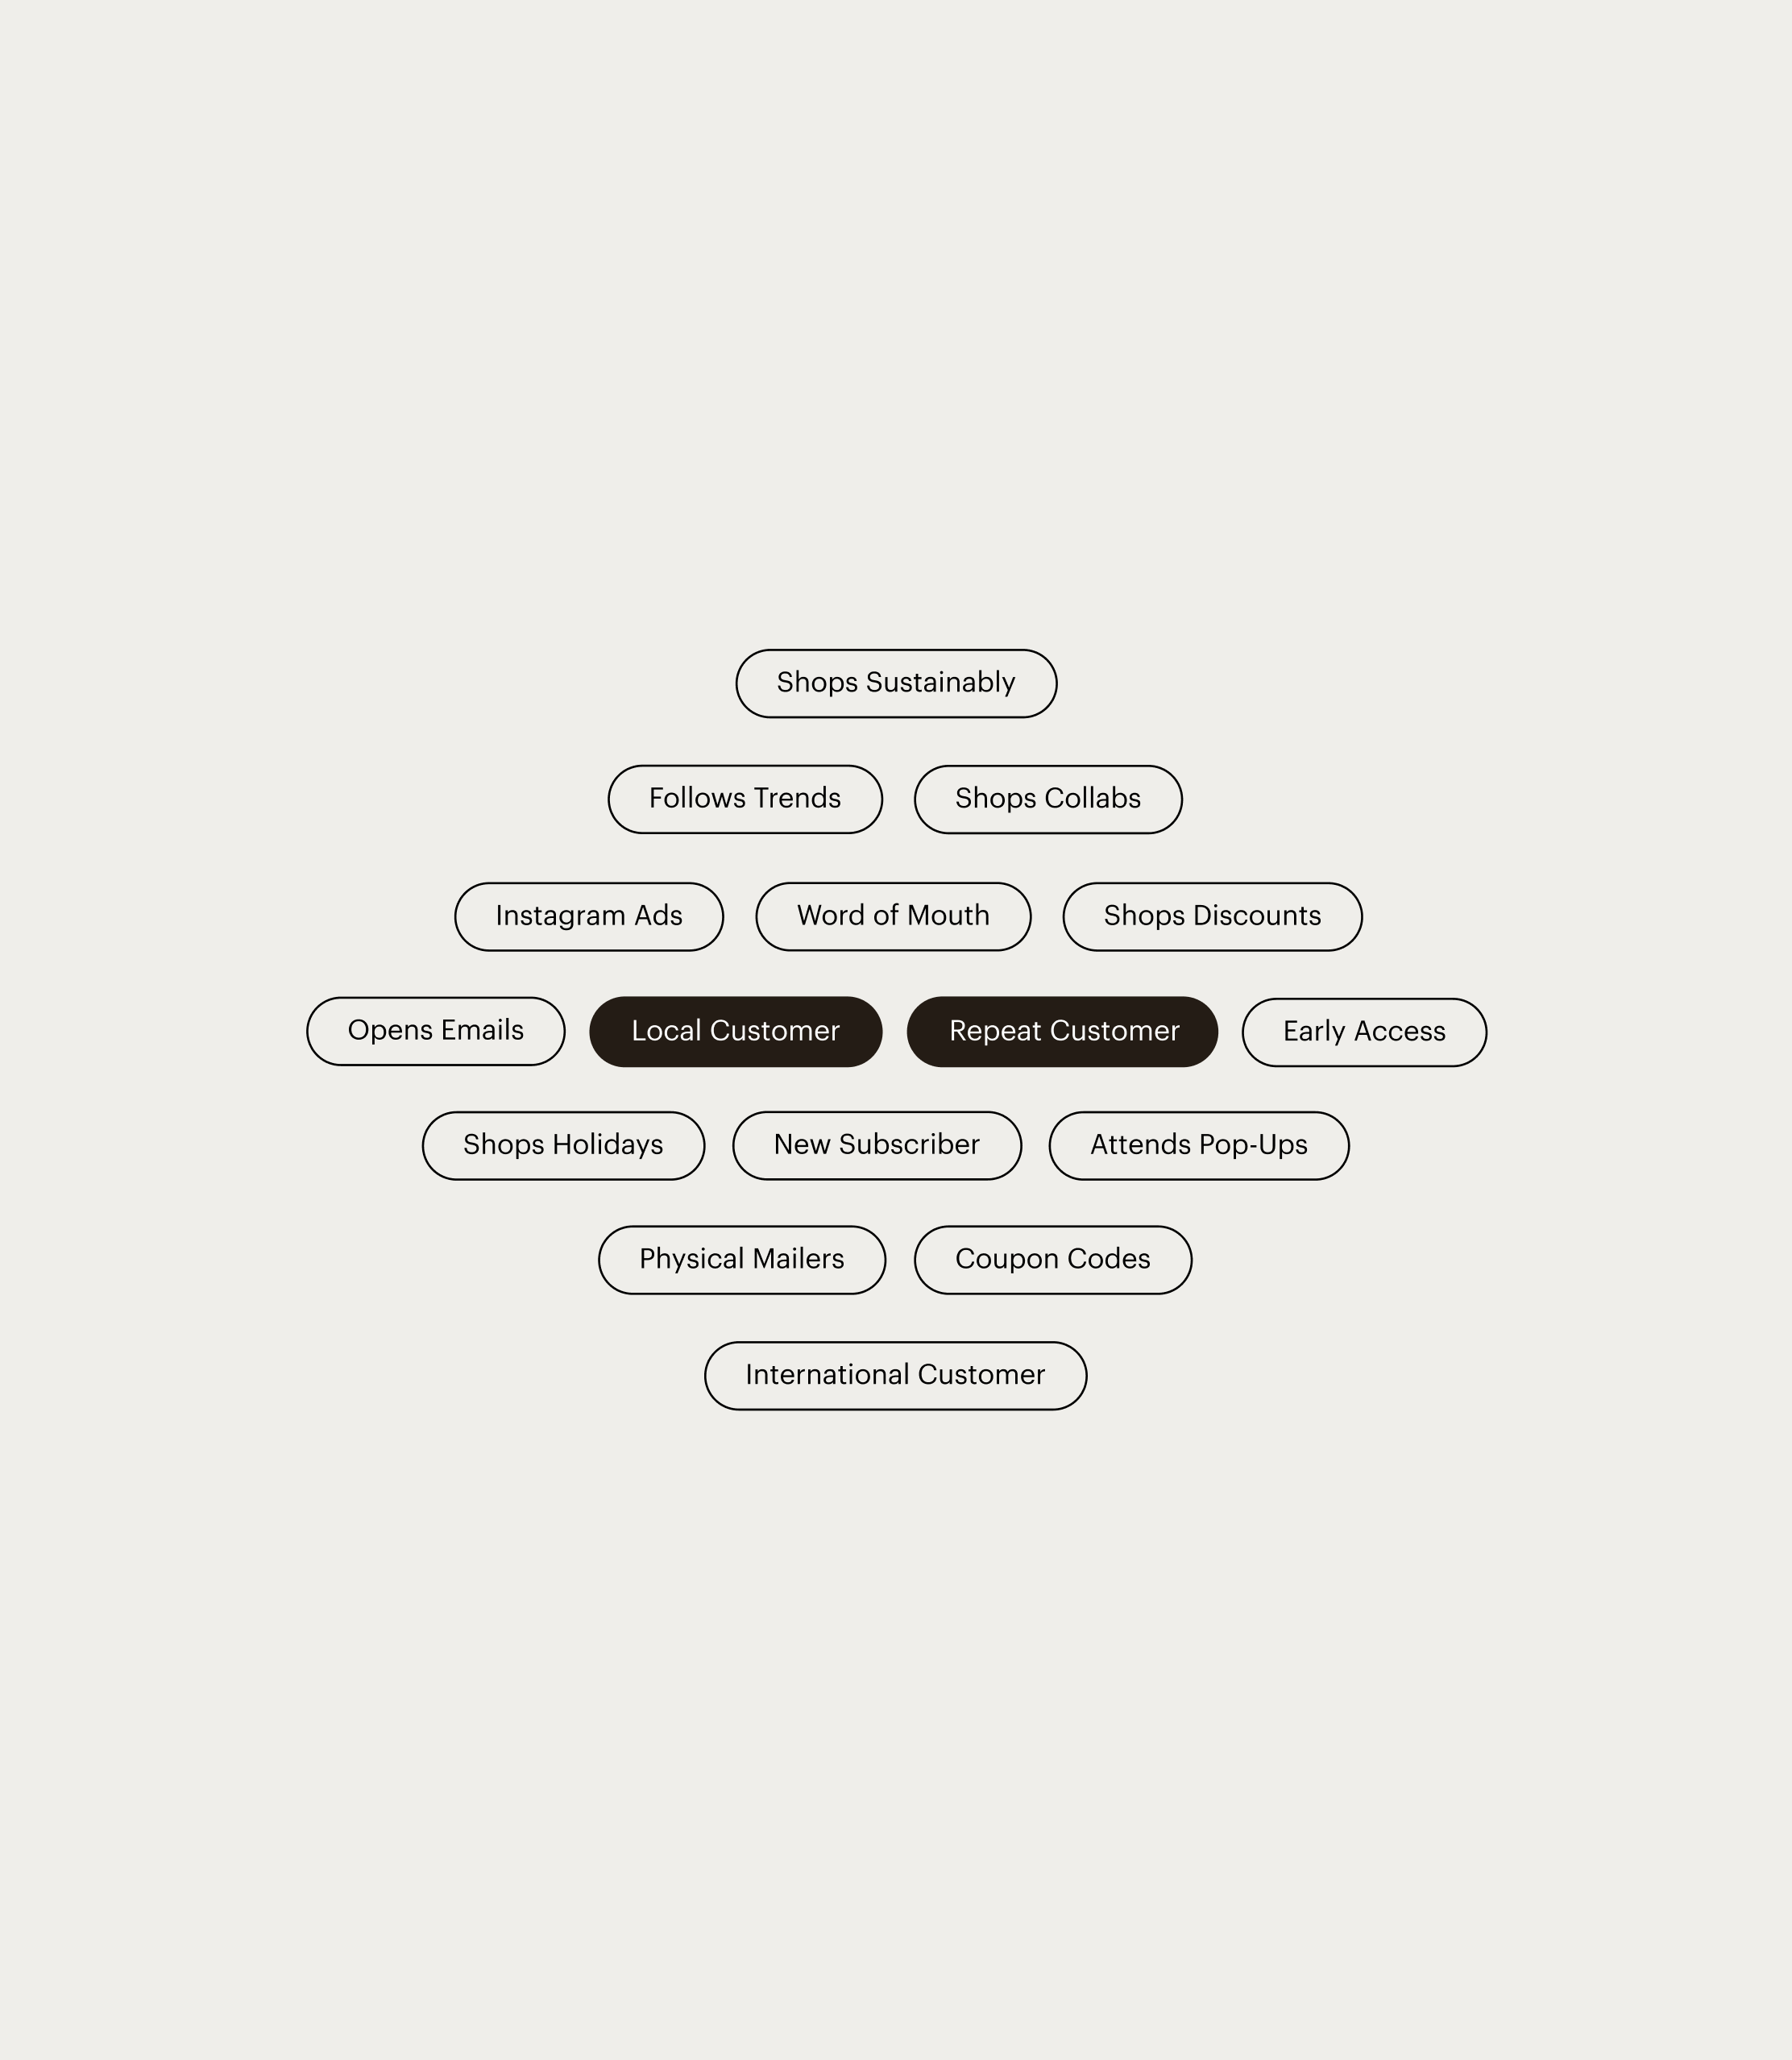 Shops Sustainably
Follows Trends
Shops Collabs
Instagram Ads
Word of Mouth
Shops Discounts
Opens Emails
Local Customer
Repeat Customer
Early Access
Shops Holidays
New Subscriber
Attends Pop-Ups
Physical Mailers
Coupon Codes
International Customer